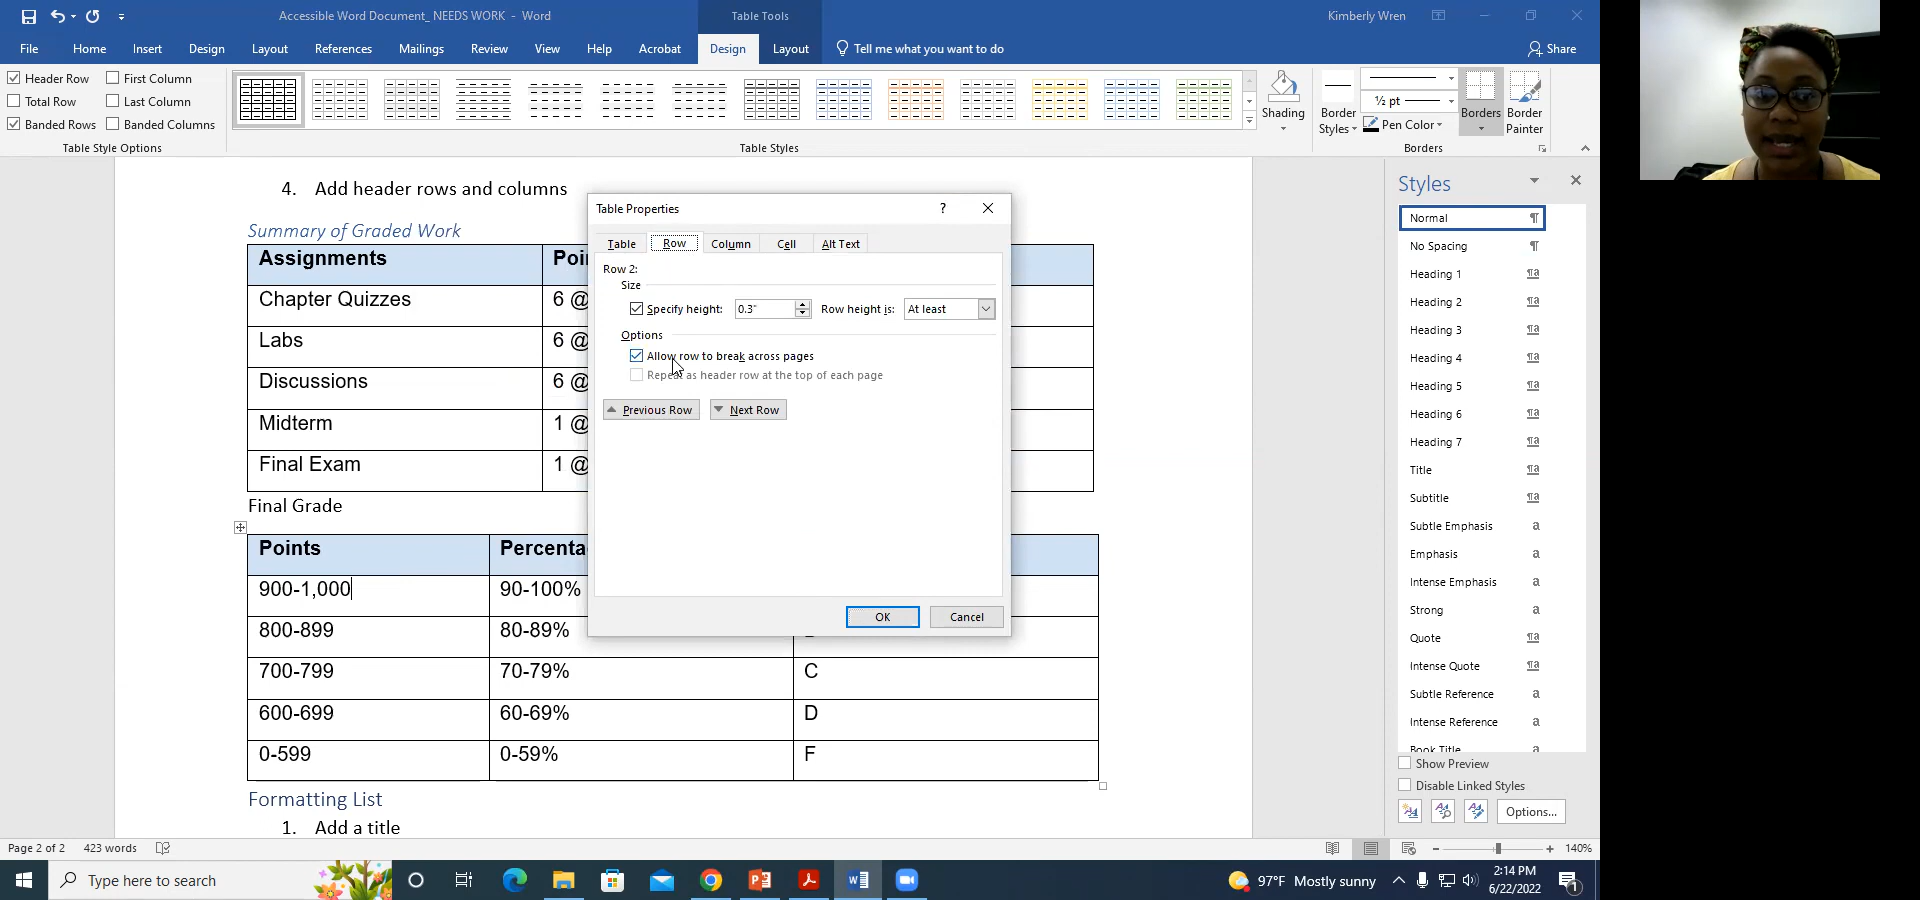 Accessible Word Document_ NEEDS WORK - Word
Table Tools
Kimberly Wren
File Home Insert Design Layout References Mailings Review View Help Acrobat Design Layout Tell me what you want to do Share
Header Row First Column
Total Row Last Column
Banded Rows Banded Columns
Table Style Options
Table Styles
Shading
Border Styles
½ pt
Pen Color
Borders
Border Painter
Borders
4. Add header rows and columns
Summary of Graded Work
Assignments Poi
Chapter Quizzes 6 @
Labs 6 @
Discussions 6 @
Midterm 1 @
Final Exam 1 @
Final Grade
Points Percenta
900-1,000 90-100%
800-899 80-89%
700-799 70-79% C
600-699 60-69% D
0-599 0-59% F
Formatting List
1. Add a title
Table Properties ?
Table Row Column Cell Alt Text
Row 2:
Size
Specify height: 0.3" Row height is: At least
Options
Allow row to break across pages
Repeat as header row at the top of each page
Previous Row Next Row
OK Cancel
Styles
Normal
No Spacing
Heading 1
Heading 2
Heading 3
Heading 4
Heading 5
Heading 6
Heading 7
Title
Subtitle
Subtle Emphasis
Emphasis
Intense Emphasis
Strong
Quote
Intense Quote
Subtle Reference
Intense Reference
Book Title
Show Preview
Disable Linked Styles
Options...
Page 2 of 2 423 words
140%
Type here to search
97°F Mostly sunny
2:14 PM
6/22/2022
1